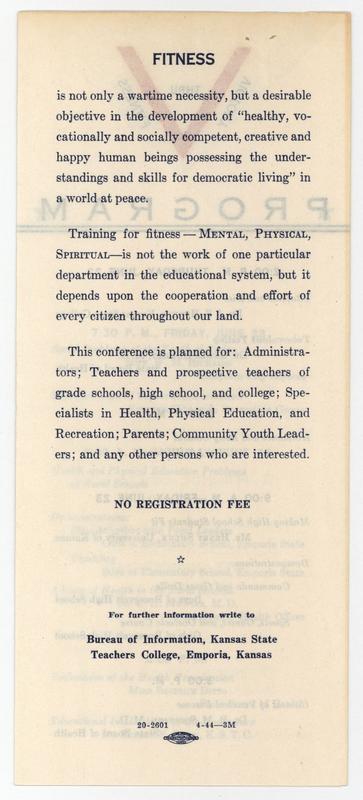 FITNESS
is not only a wartime necessity, but a desirable
objective in the development of “healthy, vo-
cationally and socially competent, creative and
happy human beings possessing the under-
standings and skills for democratic living” in
a world at peace.
Training for fitness — MENTAL, PHYSICAL,
SPIRITUAL—is not the work of one particular
department in the educational system, but it
depends upon the cooperation and effort of
every citizen throughout our land.
This conference is planned for: Administra-
tors; Teachers and prospective teachers of
grade schools, high school, and college; Spe-
cialists in Health, Physical Education, and
Recreation; Parents; Community Youth Lead-
ers; and any other persons who are interested.
NO REGISTRATION FEE
☆
For further information write to
Bureau of Information, Kansas State
Teachers College, Emporia, Kansas
20-2601 4-44—3M